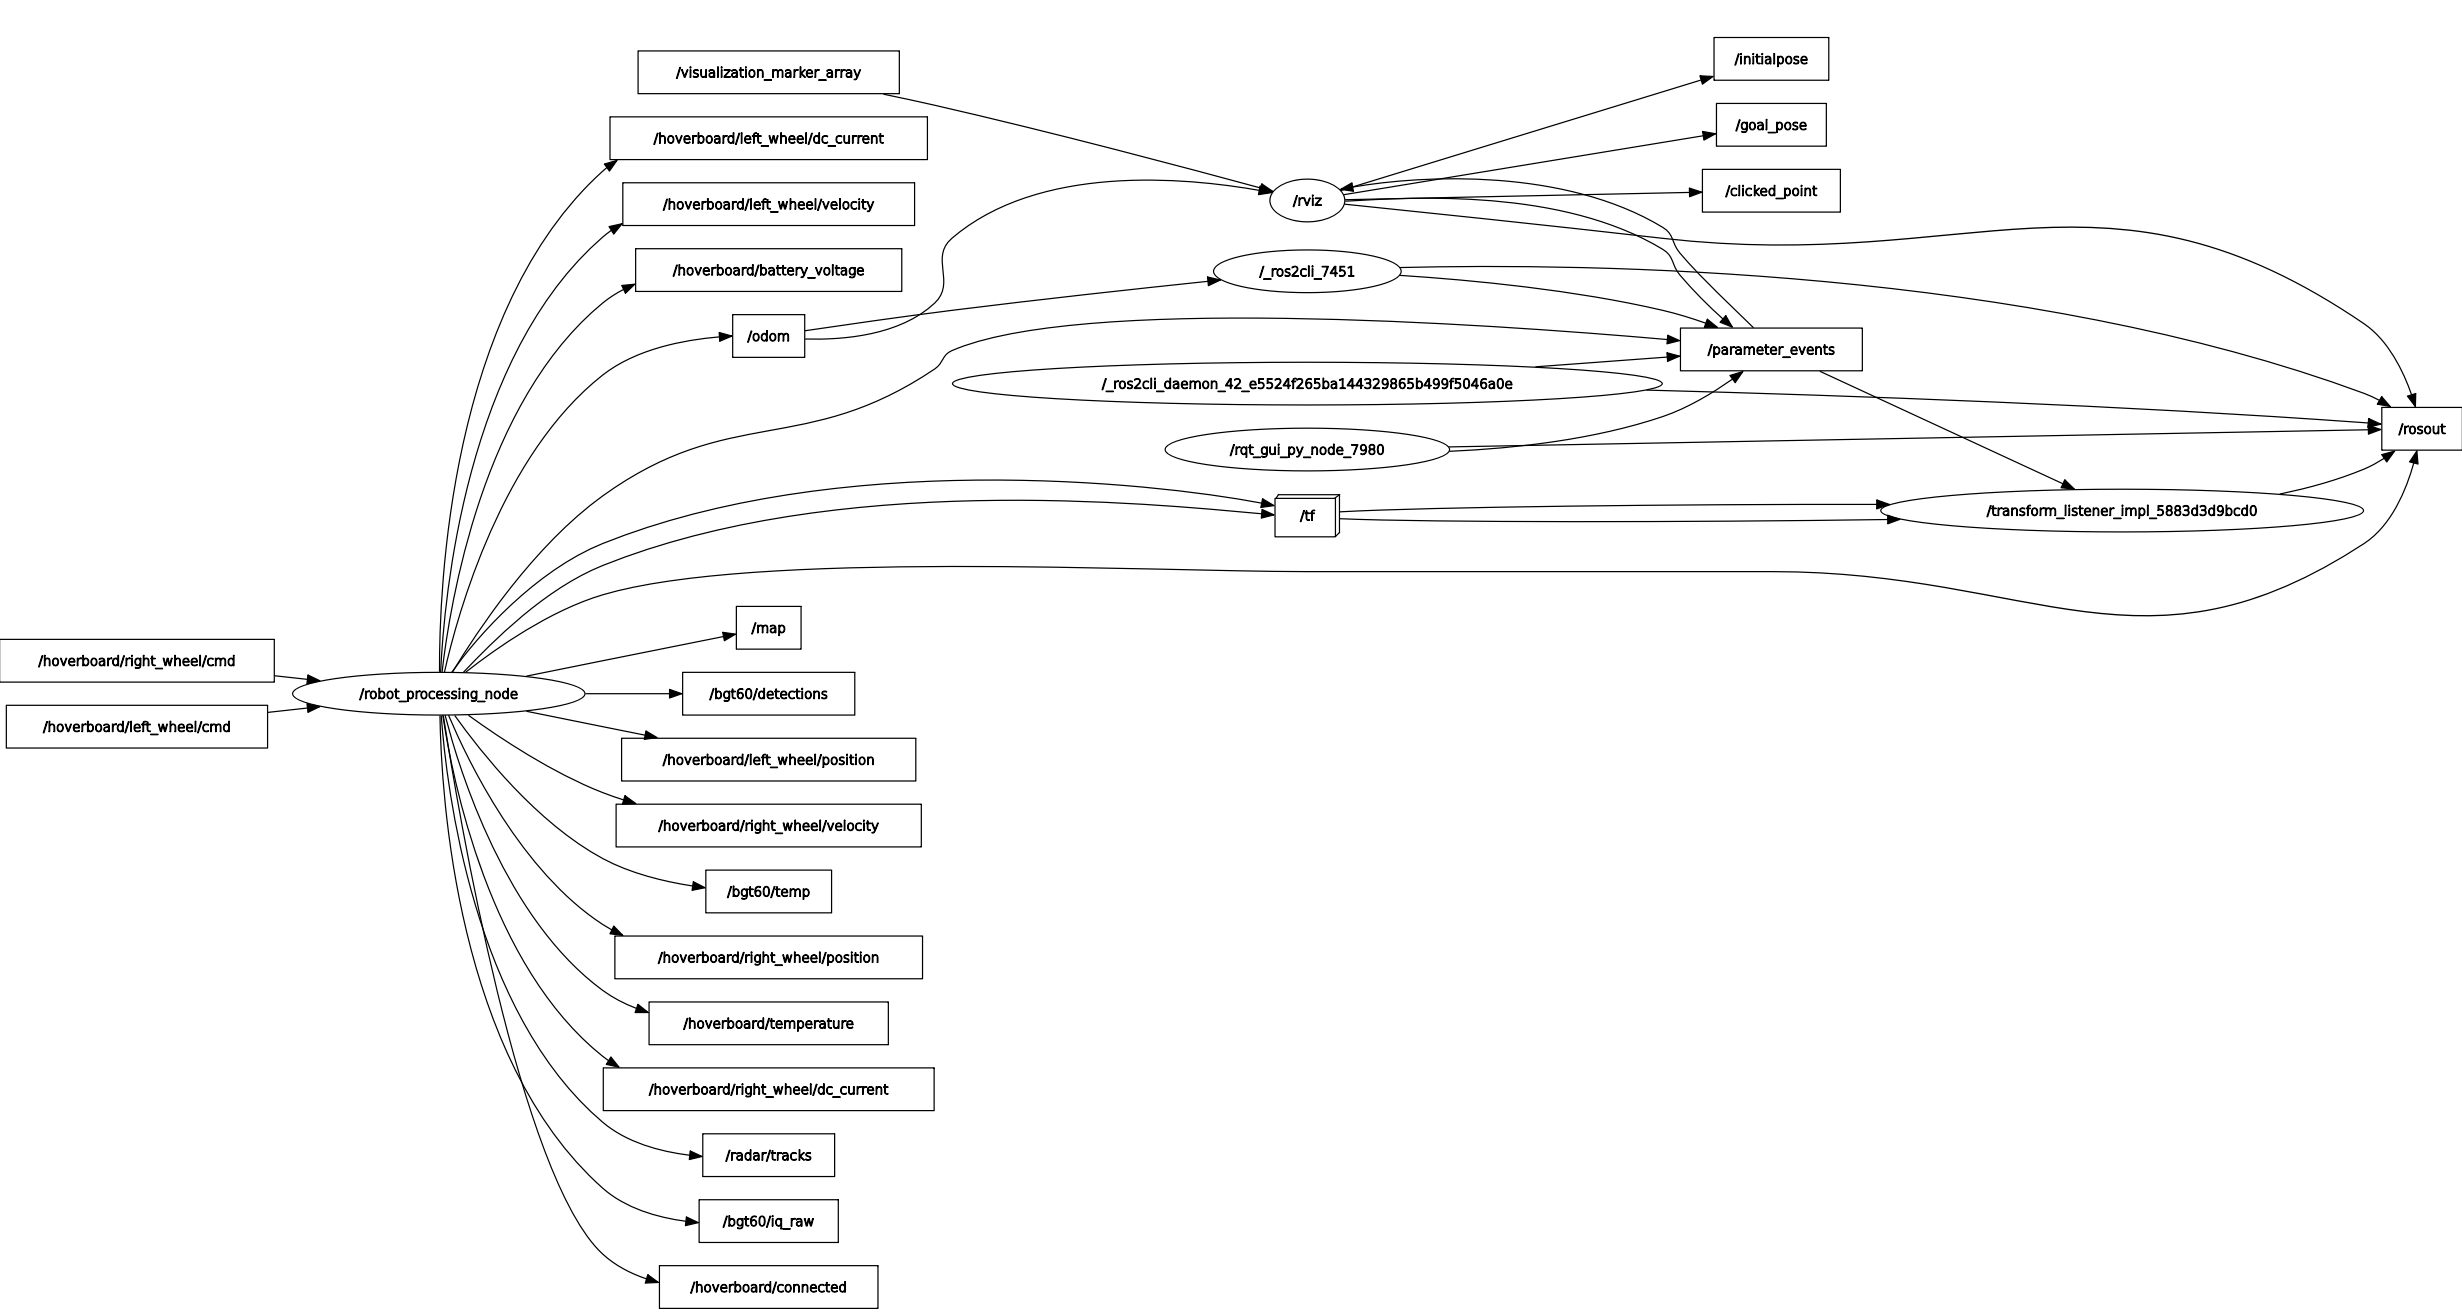 /initialpose
/visualization_marker_array
/goal_pose
/hoverboard/left_wheel/dc_current
/clicked_point
/hoverboard/left_wheel/velocity
/rviz
/hoverboard/battery_voltage
/_ros2cli_7451
/odom
/parameter_events
/_ros2cli_daemon_42_e5524f265ba144329865b499f5046a0e
/rosout
/rqt_gui_py_node_7980
/tf
/transform_listener_impl_5883d3d9bcd0
/map
/hoverboard/right_wheel/cmd
/robot_processing_node
/bgt60/detections
/hoverboard/left_wheel/cmd
/hoverboard/left_wheel/position
/hoverboard/right_wheel/velocity
/bgt60/temp
/hoverboard/right_wheel/position
/hoverboard/temperature
/hoverboard/right_wheel/dc_current
/radar/tracks
/bgt60/iq_raw
/hoverboard/connected